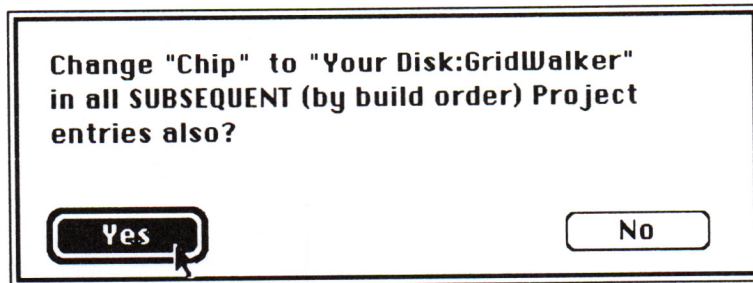 Change "Chip" to "Your Disk:GridWalker"
in all SUBSEQUENT (by build order) Project
entries also?
Yes
No